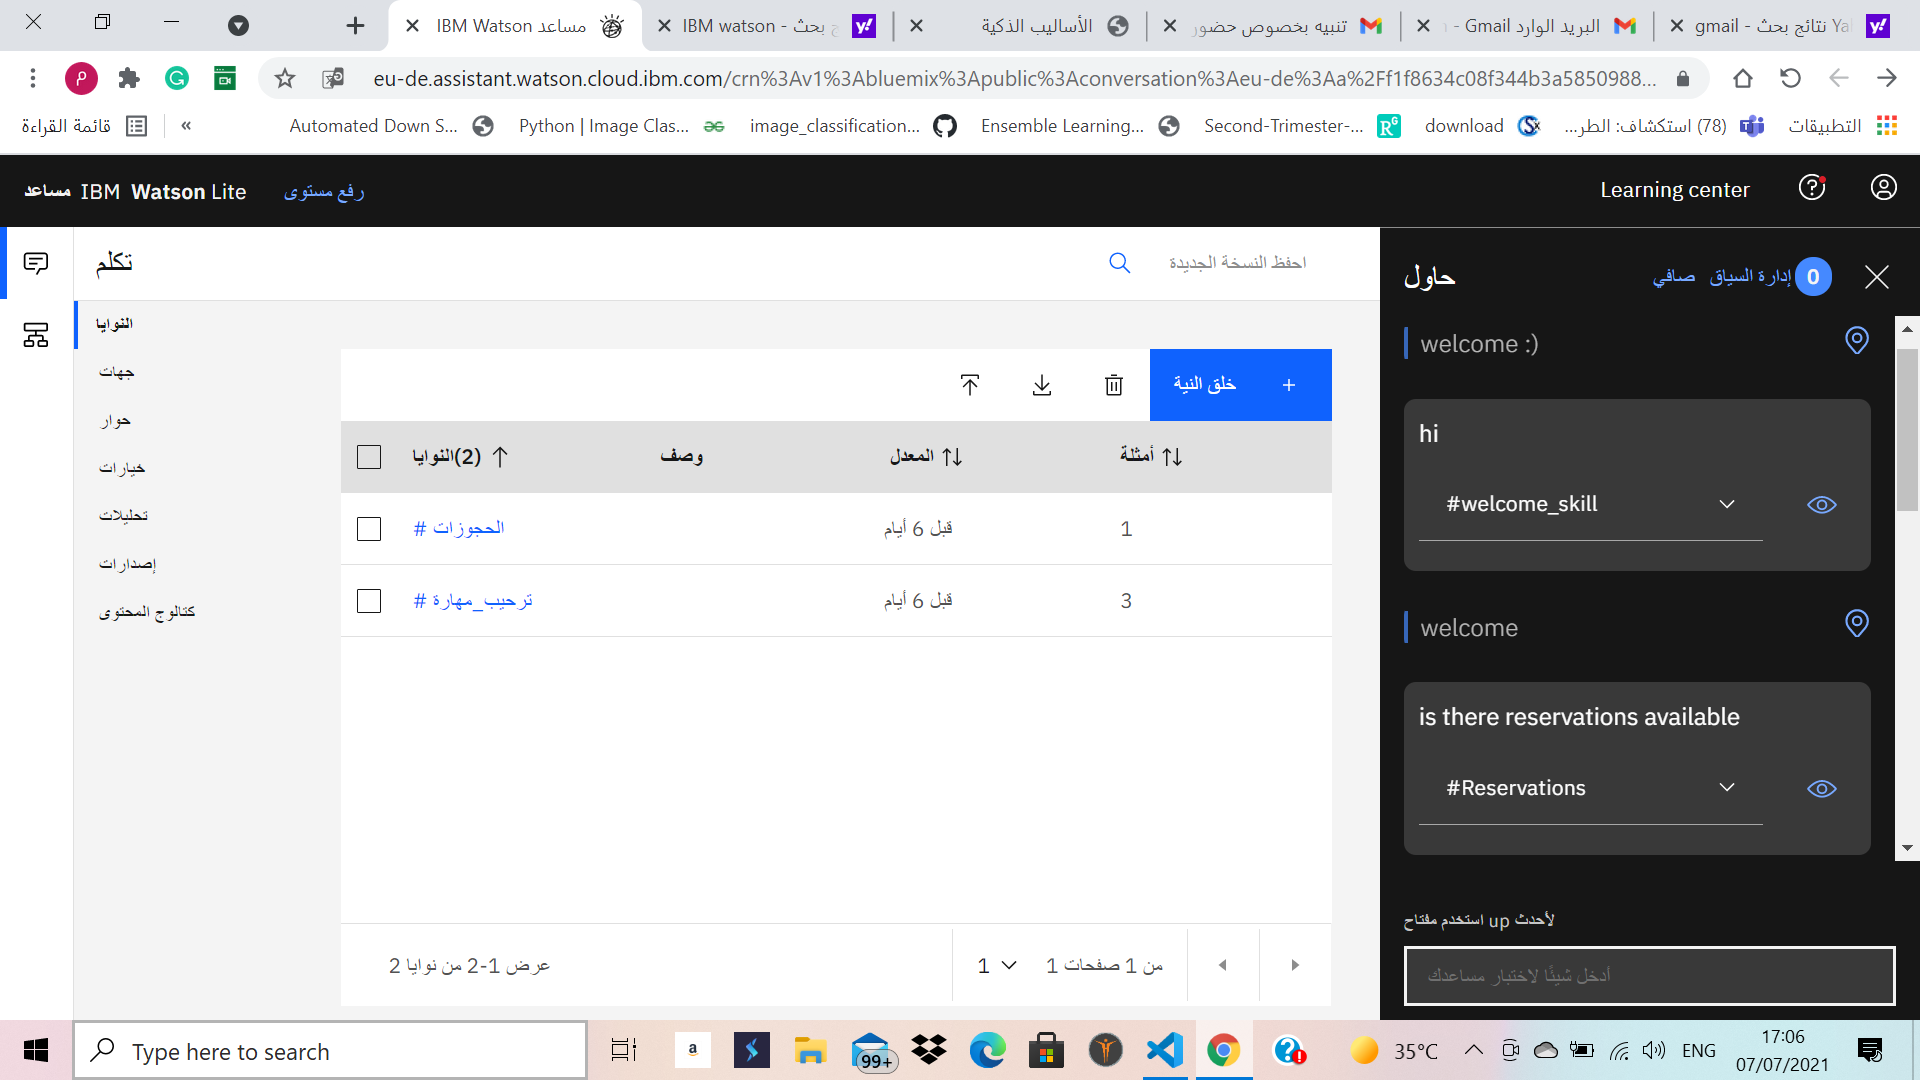 IBM Watson مساعد
IBM watson - نتائج بحث
الأساليب الذكية
تنبيه بخصوص حضور
البريد الوارد - Gmail
gmail - نتائج بحث Ya
eu-de.assistant.watson.cloud.ibm.com/crn%3Av1%3Abluemix%3Apublic%3Aconversation%3Aeu-de%3Aa%2Ff1f8634c08f344b3a5850988...
قائمة القراءة
»
Automated Down S...
Python | Image Clas...
image_classification...
Ensemble Learning...
Second-Trimester-...
download
(78) استكشاف: الطر...
التطبيقات
مساعد IBM Watson Lite
رفع مستوى
Learning center
تكلم
احفظ النسخة الجديدة
النوايا
جهات
حوار
خيارات
تحليلات
إصدارات
كتالوج المحتوى
خلق النية +
النوايا(2)
وصف
المعدل
أمثلة
# الحجوزات
قبل 6 أيام
1
# ترحيب_مهارة
قبل 6 أيام
3
عرض 1-2 من نوايا 2
1
من 1 صفحات 1
حاول
صافي
إدارة السياق
0
welcome :)
hi
#welcome_skill
welcome
is there reservations available
#Reservations
استخدم مفتاح up لأحدث
أدخل شيئًا لاختبار مساعدك
Type here to search
99+
35°C
ENG
17:06
07/07/2021